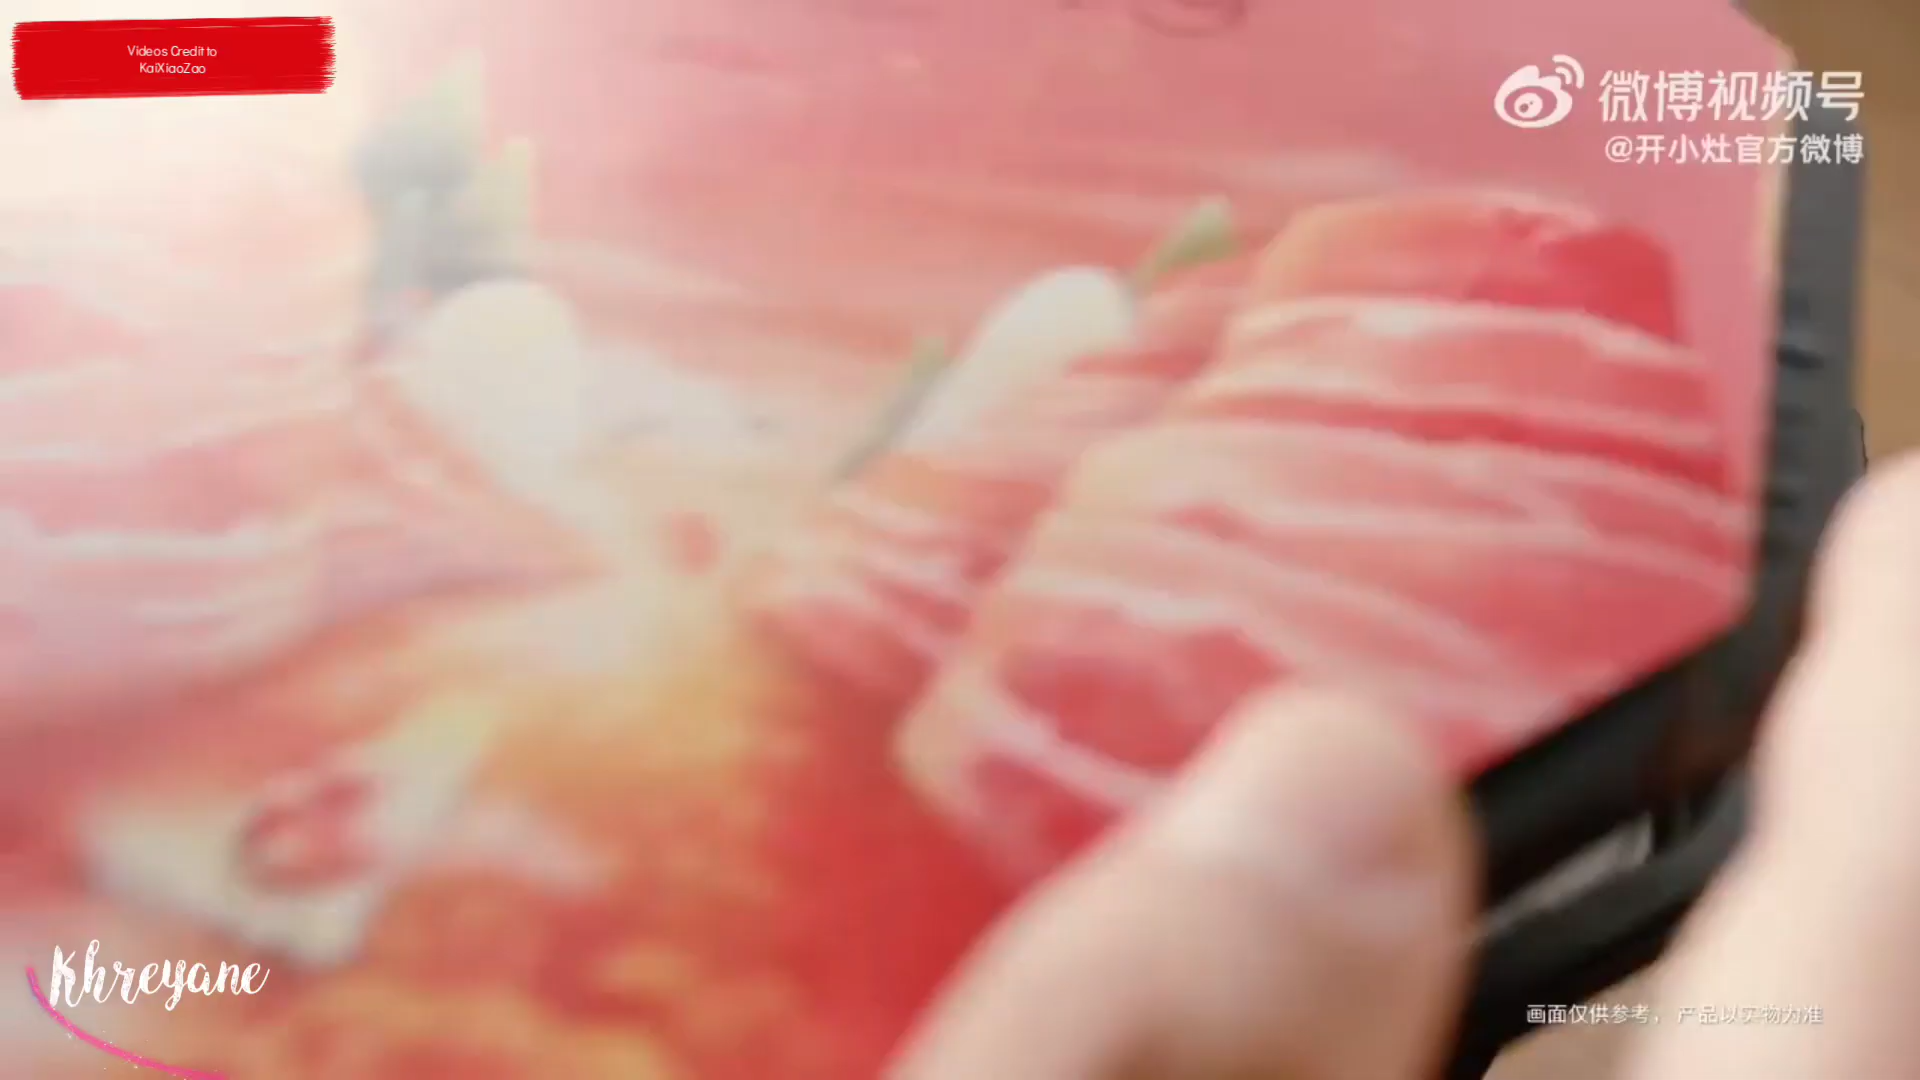 Videos Credit to
KaiXiaoZao
微博视频号
@开小灶官方微博
Khreyane
画面仅供参考，产品以实物为准